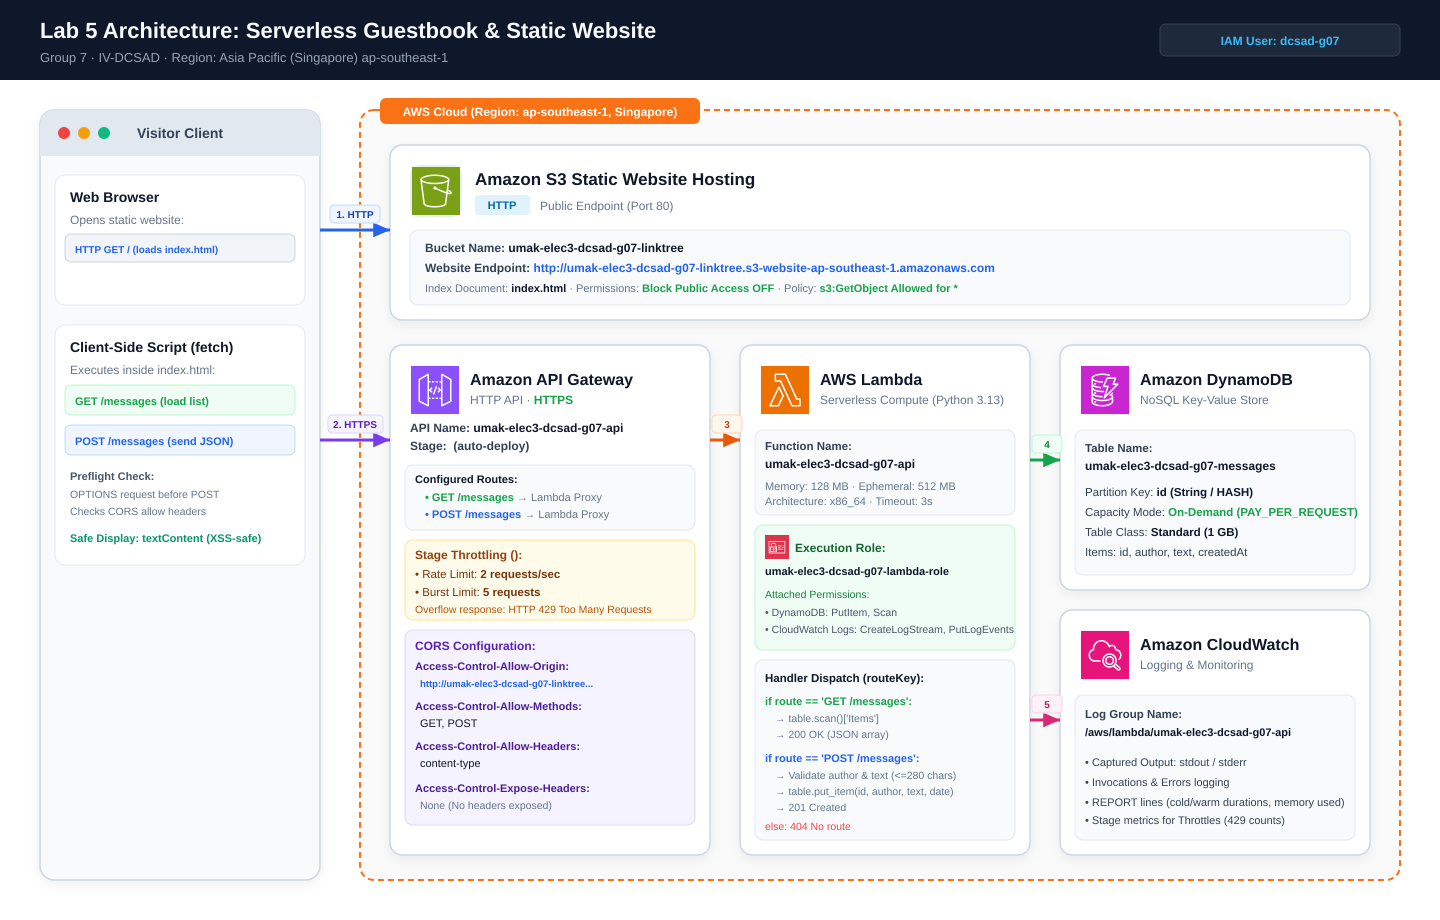 Lab 5 Architecture: Serverless Guestbook & Static Website
Group 7 · IV-DCSAD · Region: Asia Pacific (Singapore) ap-southeast-1
IAM User: dcsad-g07
Visitor Client
Web Browser
Opens static website:
HTTP GET / (loads index.html)
Client-Side Script (fetch)
Executes inside index.html:
GET /messages (load list)
POST /messages (send JSON)
Preflight Check:
OPTIONS request before POST
Checks CORS allow headers
Safe Display: textContent (XSS-safe)
1. HTTP
2. HTTPS
AWS Cloud (Region: ap-southeast-1, Singapore)
Amazon S3 Static Website Hosting
HTTP
Public Endpoint (Port 80)
Bucket Name: umak-elec3-dcsad-g07-linktree
Website Endpoint: http://umak-elec3-dcsad-g07-linktree.s3-website-ap-southeast-1.amazonaws.com
Index Document: index.html · Permissions: Block Public Access OFF · Policy: s3:GetObject Allowed for *
Amazon API Gateway
HTTP API · HTTPS
API Name: umak-elec3-dcsad-g07-api
Stage: (auto-deploy)
Configured Routes:
• GET /messages → Lambda Proxy
• POST /messages → Lambda Proxy
Stage Throttling ():
• Rate Limit: 2 requests/sec
• Burst Limit: 5 requests
Overflow response: HTTP 429 Too Many Requests
CORS Configuration:
Access-Control-Allow-Origin:
http://umak-elec3-dcsad-g07-linktree...
Access-Control-Allow-Methods:
GET, POST
Access-Control-Allow-Headers:
content-type
Access-Control-Expose-Headers:
None (No headers exposed)
3
AWS Lambda
Serverless Compute (Python 3.13)
Function Name:
umak-elec3-dcsad-g07-api
Memory: 128 MB · Ephemeral: 512 MB
Architecture: x86_64 · Timeout: 3s
Execution Role:
umak-elec3-dcsad-g07-lambda-role
Attached Permissions:
• DynamoDB: PutItem, Scan
• CloudWatch Logs: CreateLogStream, PutLogEvents
Handler Dispatch (routeKey):
if route == 'GET /messages':
→ table.scan()['Items']
→ 200 OK (JSON array)
if route == 'POST /messages':
→ Validate author & text (<=280 chars)
→ table.put_item(id, author, text, date)
→ 201 Created
else: 404 No route
4
5
Amazon DynamoDB
NoSQL Key-Value Store
Table Name:
umak-elec3-dcsad-g07-messages
Partition Key: id (String / HASH)
Capacity Mode: On-Demand (PAY_PER_REQUEST)
Table Class: Standard (1 GB)
Items: id, author, text, createdAt
Amazon CloudWatch
Logging & Monitoring
Log Group Name:
/aws/lambda/umak-elec3-dcsad-g07-api
• Captured Output: stdout / stderr
• Invocations & Errors logging
• REPORT lines (cold/warm durations, memory used)
• Stage metrics for Throttles (429 counts)